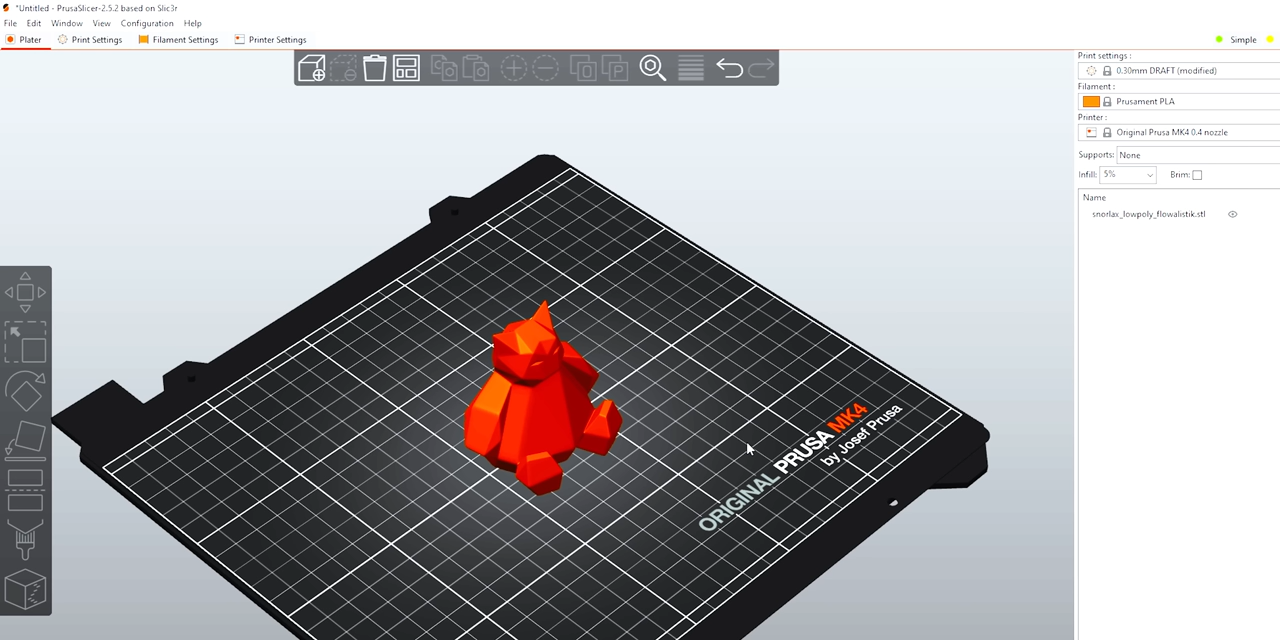 *Untitled - PrusaSlicer-2.5.2 based on Slic3r
File Edit Window View Configuration Help
Plater Print Settings Filament Settings Printer Settings Simple
Print settings :
0.30mm DRAFT (modified)
Filament :
Prusament PLA
Printer :
Original Prusa MK4 0.4 nozzle
Supports: None
Infill: 5% Brim:
Name
snorlax_lowpoly_flowalistik.stl
ORIGINAL PRUSA MK4
by Josef Prusa